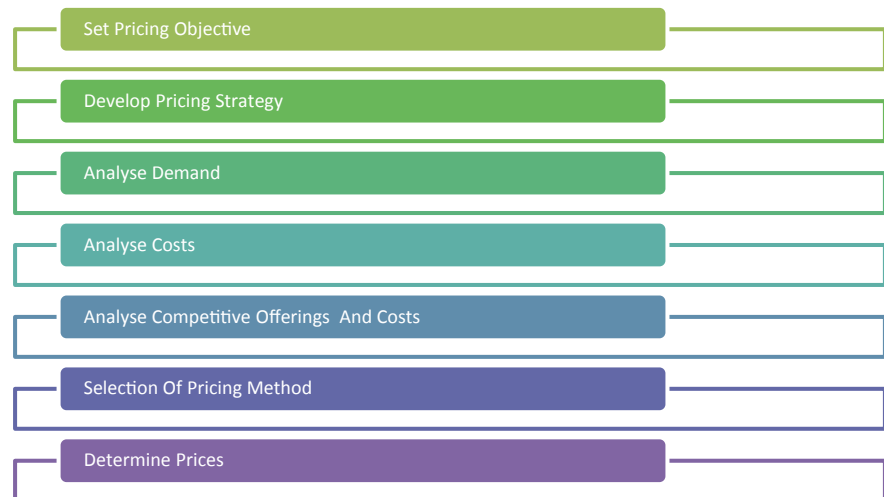 Set Pricing Objective
Develop Pricing Strategy
Analyse Demand
Analyse Costs
Analyse Competitive Offerings  And Costs
Selection Of Pricing Method
Determine Prices